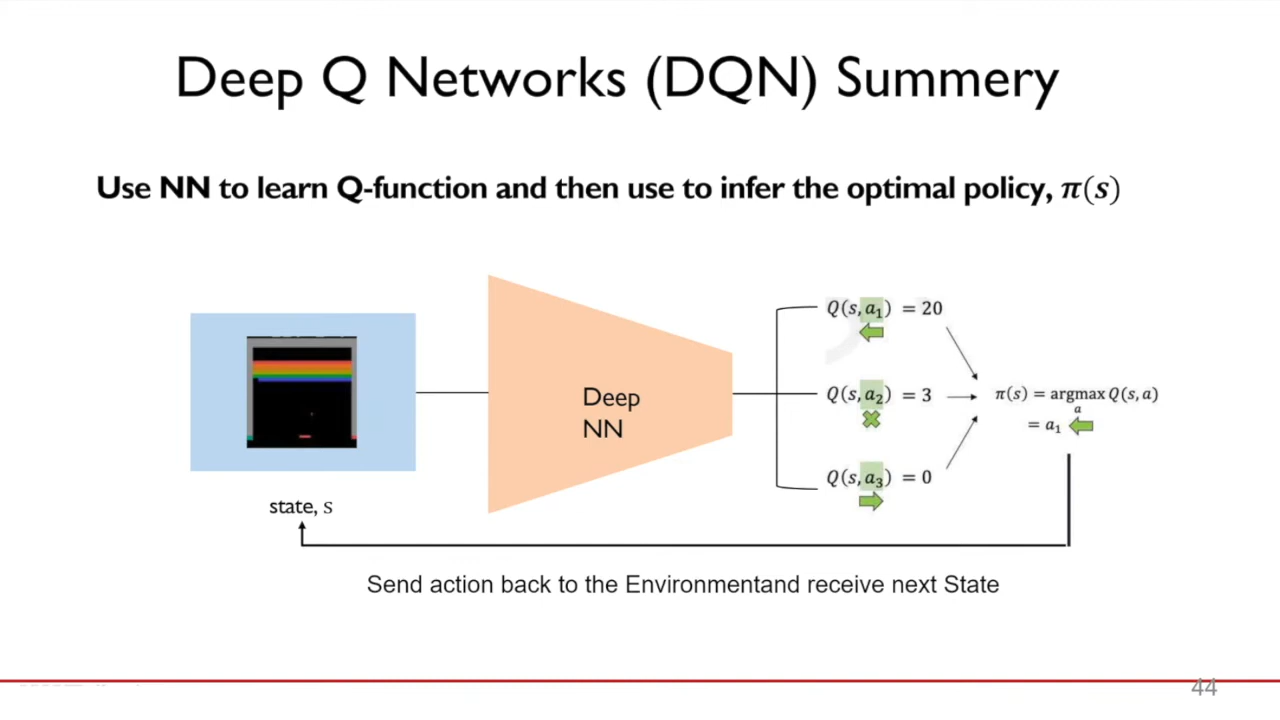 Deep Q Networks (DQN) Summery
Use NN to learn Q-function and then use to infer the optimal policy, π(s)
Q(s, a₁) = 20
Deep
NN
Q(s, a₂) = 3
π(s) = argmax Q(s, a)
a
= a₁
Q(s, a₃) = 0
state, s
Send action back to the Environmentand receive next State
44